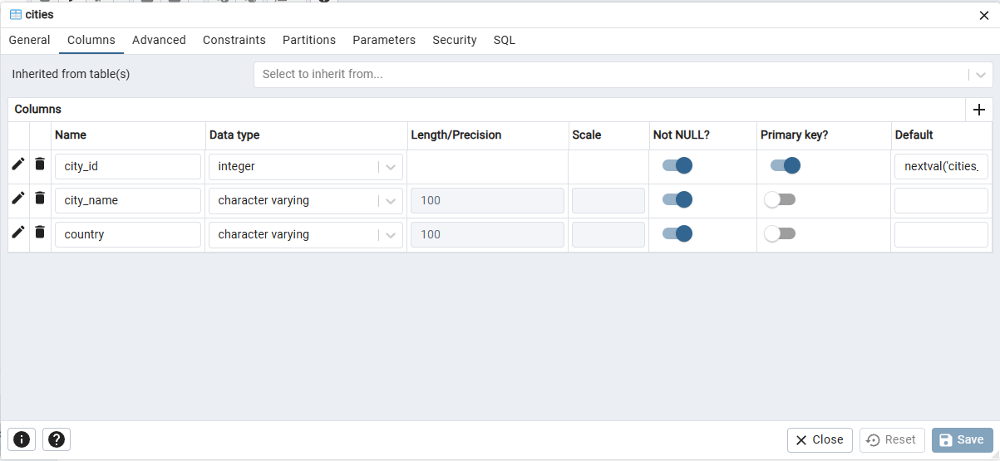 cities
General Columns Advanced Constraints Partitions Parameters Security SQL
Inherited from table(s) Select to inherit from...
Columns
Name Data type Length/Precision Scale Not NULL? Primary key? Default
city_id integer nextval('cities_
city_name character varying 100
country character varying 100
Close Reset Save